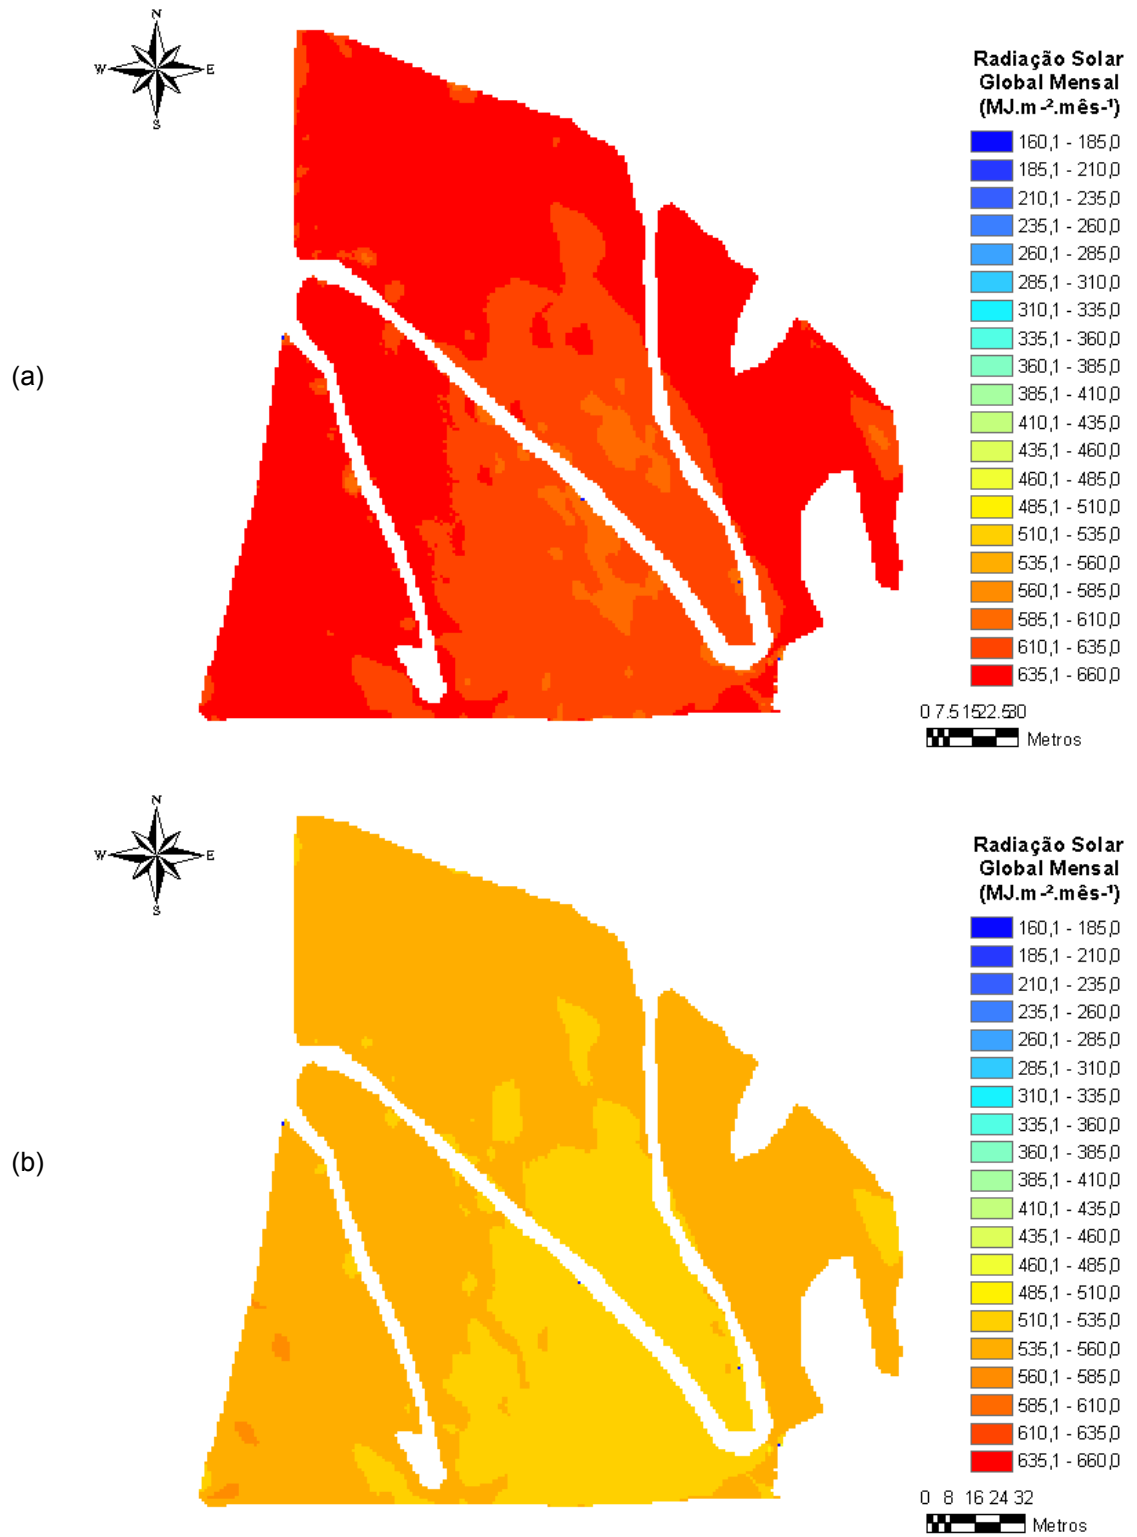 N
W E
S
Radiação Solar
Global Mensal
(MJ.m-².mês-¹)
160,1 - 185,0
185,1 - 210,0
210,1 - 235,0
235,1 - 260,0
260,1 - 285,0
285,1 - 310,0
310,1 - 335,0
335,1 - 360,0
360,1 - 385,0
385,1 - 410,0
410,1 - 435,0
435,1 - 460,0
460,1 - 485,0
485,1 - 510,0
510,1 - 535,0
535,1 - 560,0
560,1 - 585,0
585,1 - 610,0
610,1 - 635,0
635,1 - 660,0
0 7.5 15 22.5 30
Metros
(a)
N
W E
S
Radiação Solar
Global Mensal
(MJ.m-².mês-¹)
160,1 - 185,0
185,1 - 210,0
210,1 - 235,0
235,1 - 260,0
260,1 - 285,0
285,1 - 310,0
310,1 - 335,0
335,1 - 360,0
360,1 - 385,0
385,1 - 410,0
410,1 - 435,0
435,1 - 460,0
460,1 - 485,0
485,1 - 510,0
510,1 - 535,0
535,1 - 560,0
560,1 - 585,0
585,1 - 610,0
610,1 - 635,0
635,1 - 660,0
0 8 16 24 32
Metros
(b)